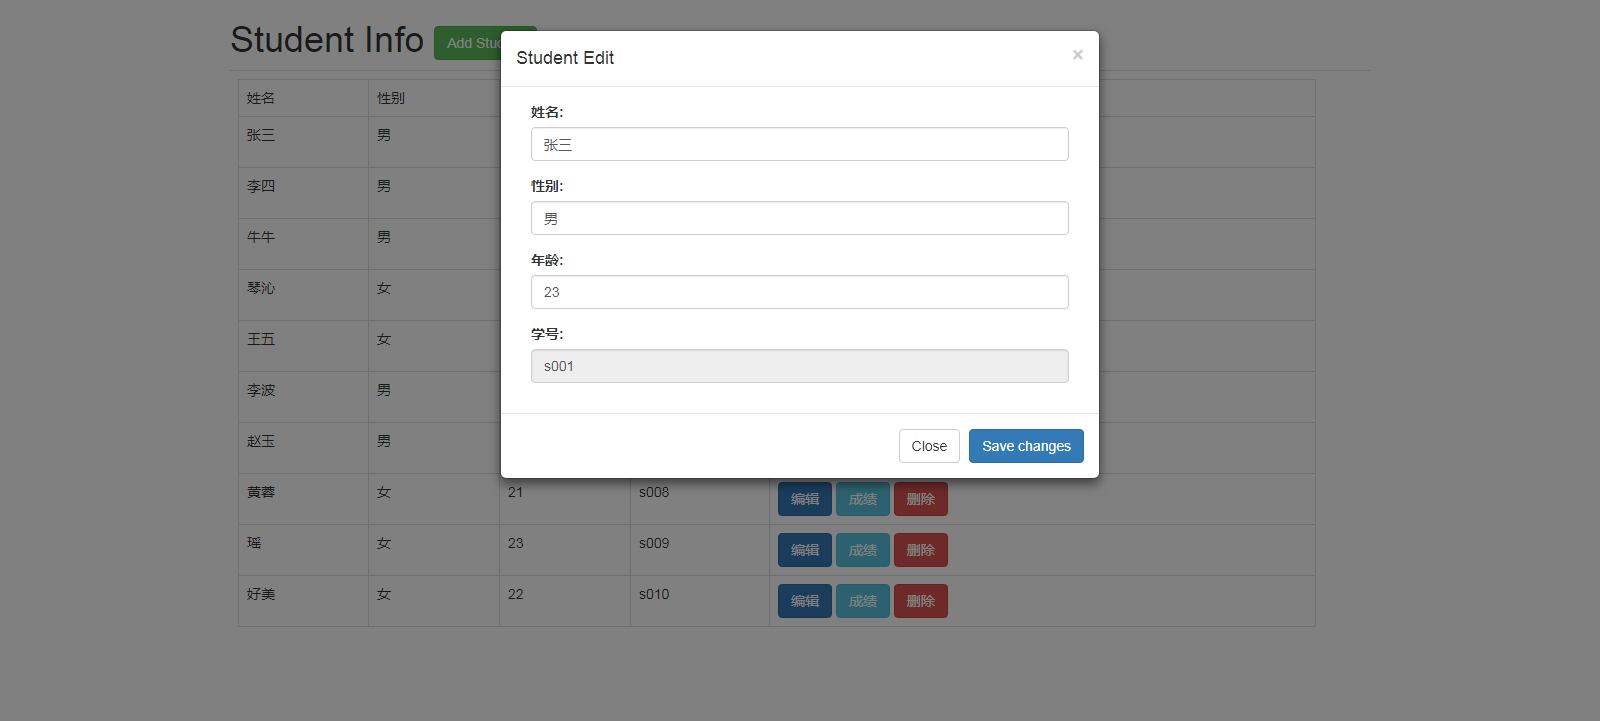 Student Info Add Stu
Student Edit ×
姓名:
张三
性别:
男
年龄:
23
学号:
s001
Close Save changes
姓名 性别
张三 男
李四 男
牛牛 男
琴沁 女
王五 女
李波 男
赵玉 男
黄蓉 女 21 s008 编辑 成绩 删除
瑶 女 23 s009 编辑 成绩 删除
好美 女 22 s010 编辑 成绩 删除